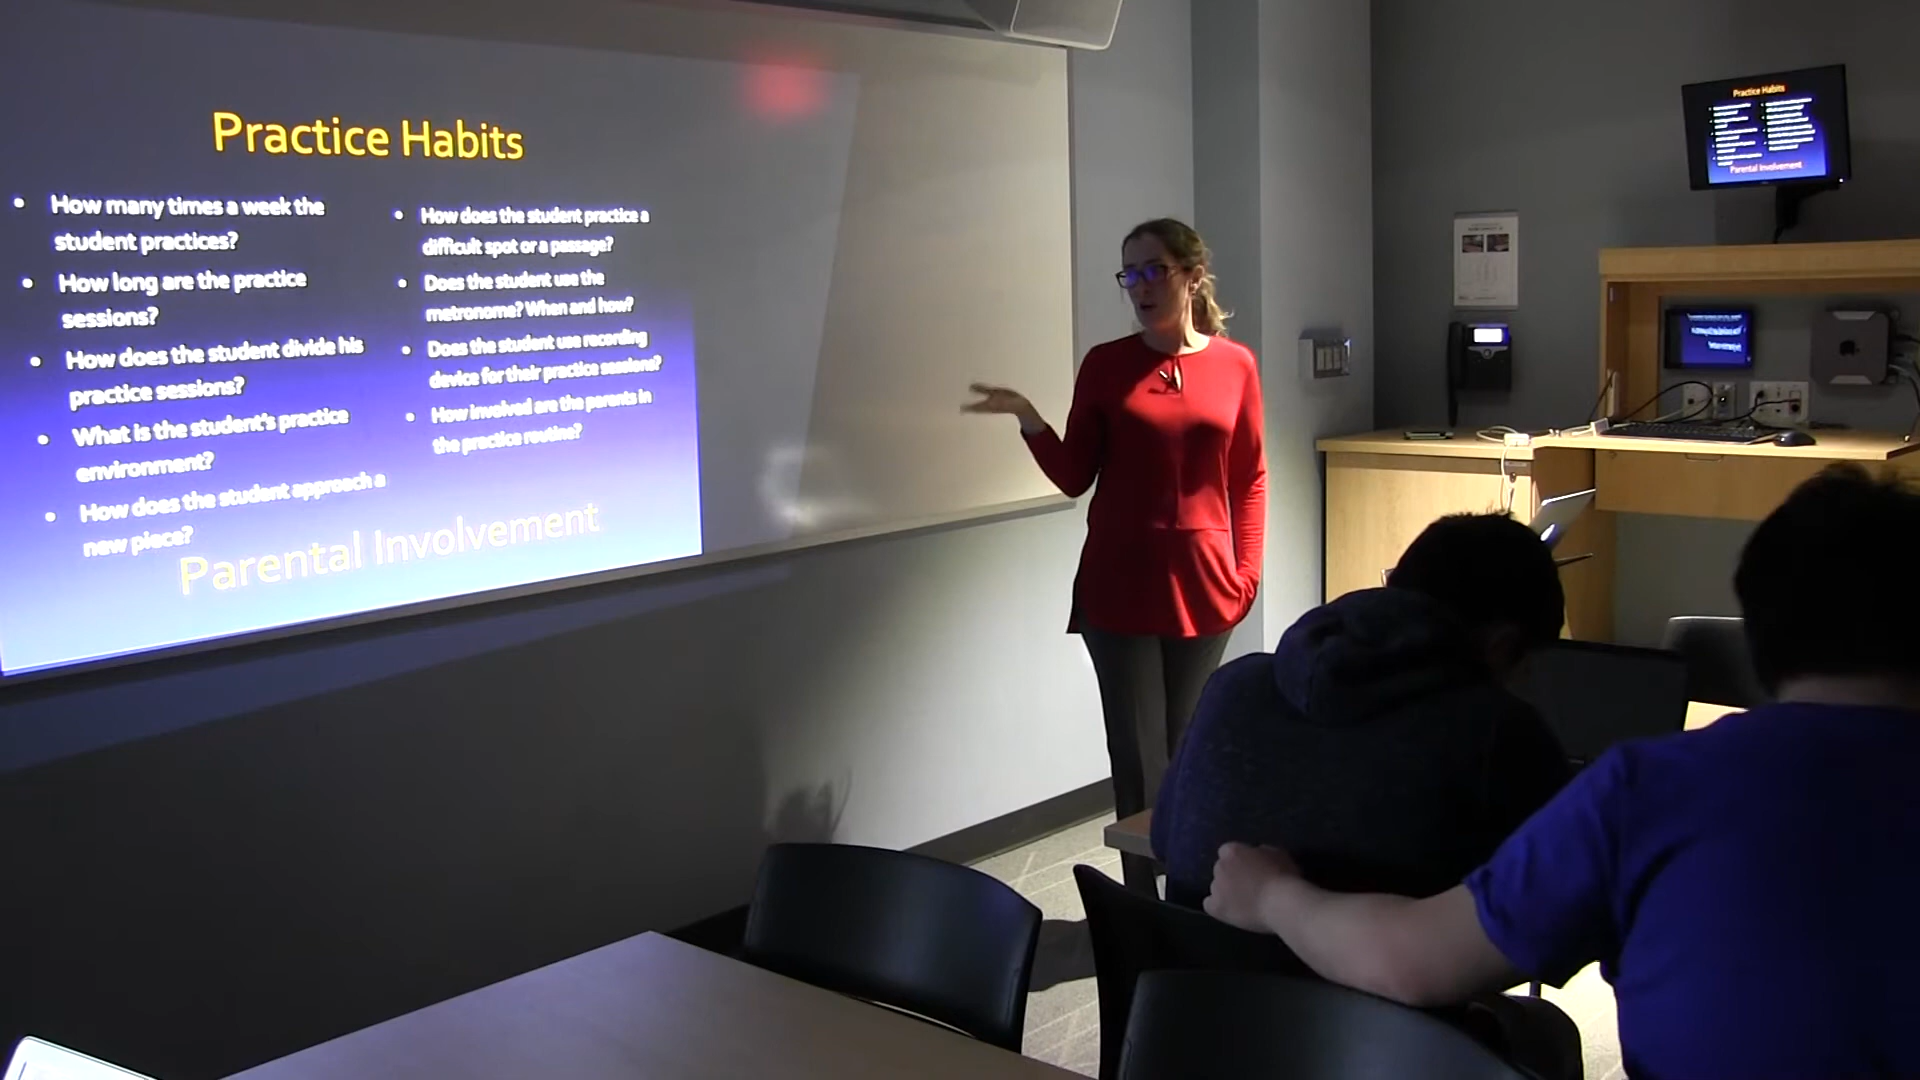 Practice Habits
• How many times a week the
student practices?
• How long are the practice
sessions?
• How does the student divide his
practice sessions?
• What is the student's practice
environment?
• How does the student approach a
new piece?
• How does the student practice a
difficult spot or a passage?
• Does the student use the
metronome? When and how?
• Does the student use recording
device for their practice sessions?
• How involved are the parents in
the practice routine?
Parental Involvement
Practice Habits
Parental Involvement